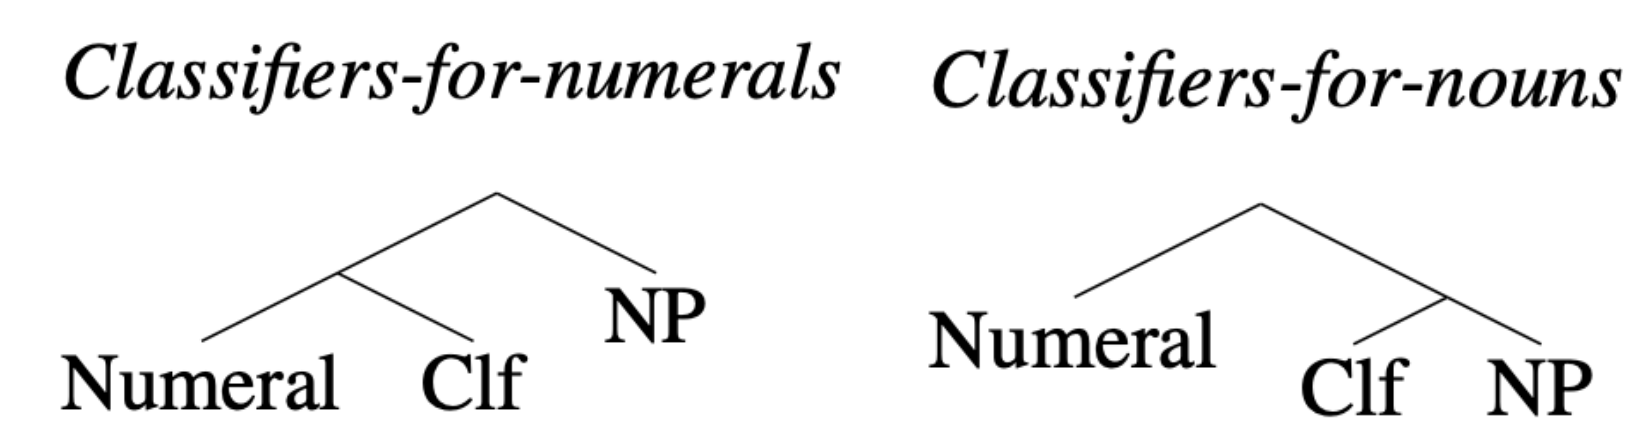 Classifiers-for-numerals
Classifiers-for-nouns
NP
Numeral Clf
Numeral
Clf NP